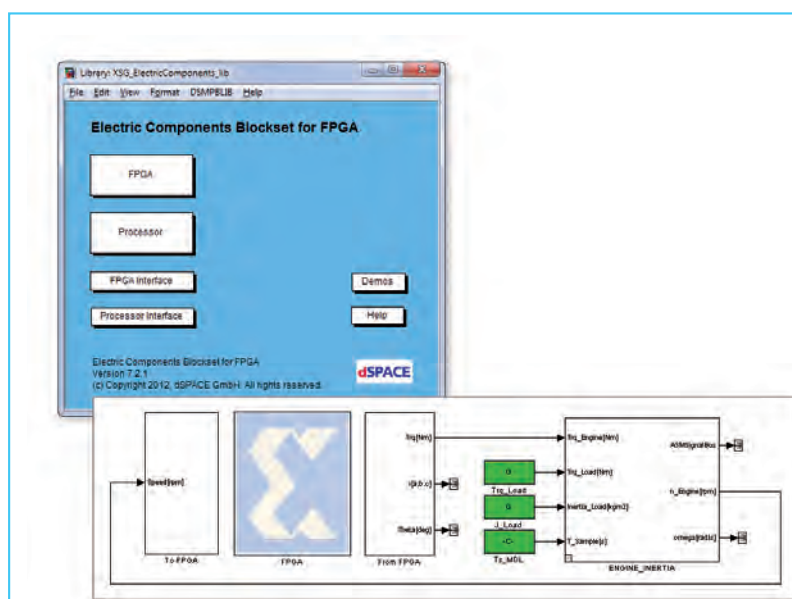 Library: XSG_ElectricComponents_lib
File Edit View Format DSMPBLIB Help
Electric Components Blockset for FPGA
FPGA
Processor
FPGA Interface
Demos
Processor Interface
Help
Electric Components Blockset for FPGA
Version 7.2.1
(c) Copyright 2012, dSPACE GmbH. All rights reserved.
dSPACE
Speed[rpm]
To FPGA
FPGA
Trq[Nm]
i[a;b;c]
Theta[deg]
From FPGA
0
Trq_Load
0
J_Load
-C-
Ts_MDL
Trq_Engine[Nm]
Trq_Load[Nm]
Inertia_Load[kgm2]
T_Sample[s]
ASMSignalBus
n_Engine[rpm]
omega[rad/s]
ENGINE_INERTIA